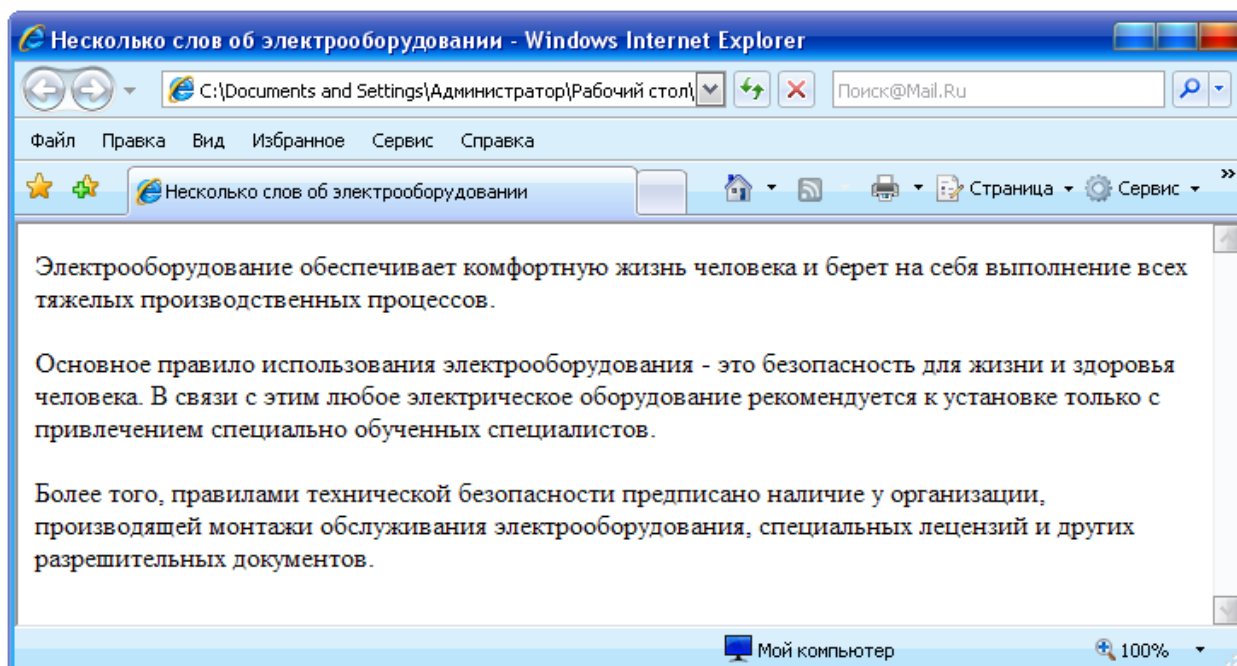 Несколько слов об электрооборудовании - Windows Internet Explorer
C:\Documents and Settings\Администратор\Рабочий стол\
Поиск@Mail.Ru
Файл Правка Вид Избранное Сервис Справка
Несколько слов об электрооборудовании
Страница Сервис »
Электрооборудование обеспечивает комфортную жизнь человека и берет на себя выполнение всех
тяжелых производственных процессов.
Основное правило использования электрооборудования - это безопасность для жизни и здоровья
человека. В связи с этим любое электрическое оборудование рекомендуется к установке только с
привлечением специально обученных специалистов.
Более того, правилами технической безопасности предписано наличие у организации,
производящей монтажи обслуживания электрооборудования, специальных лецензий и других
разрешительных документов.
Мой компьютер
100%